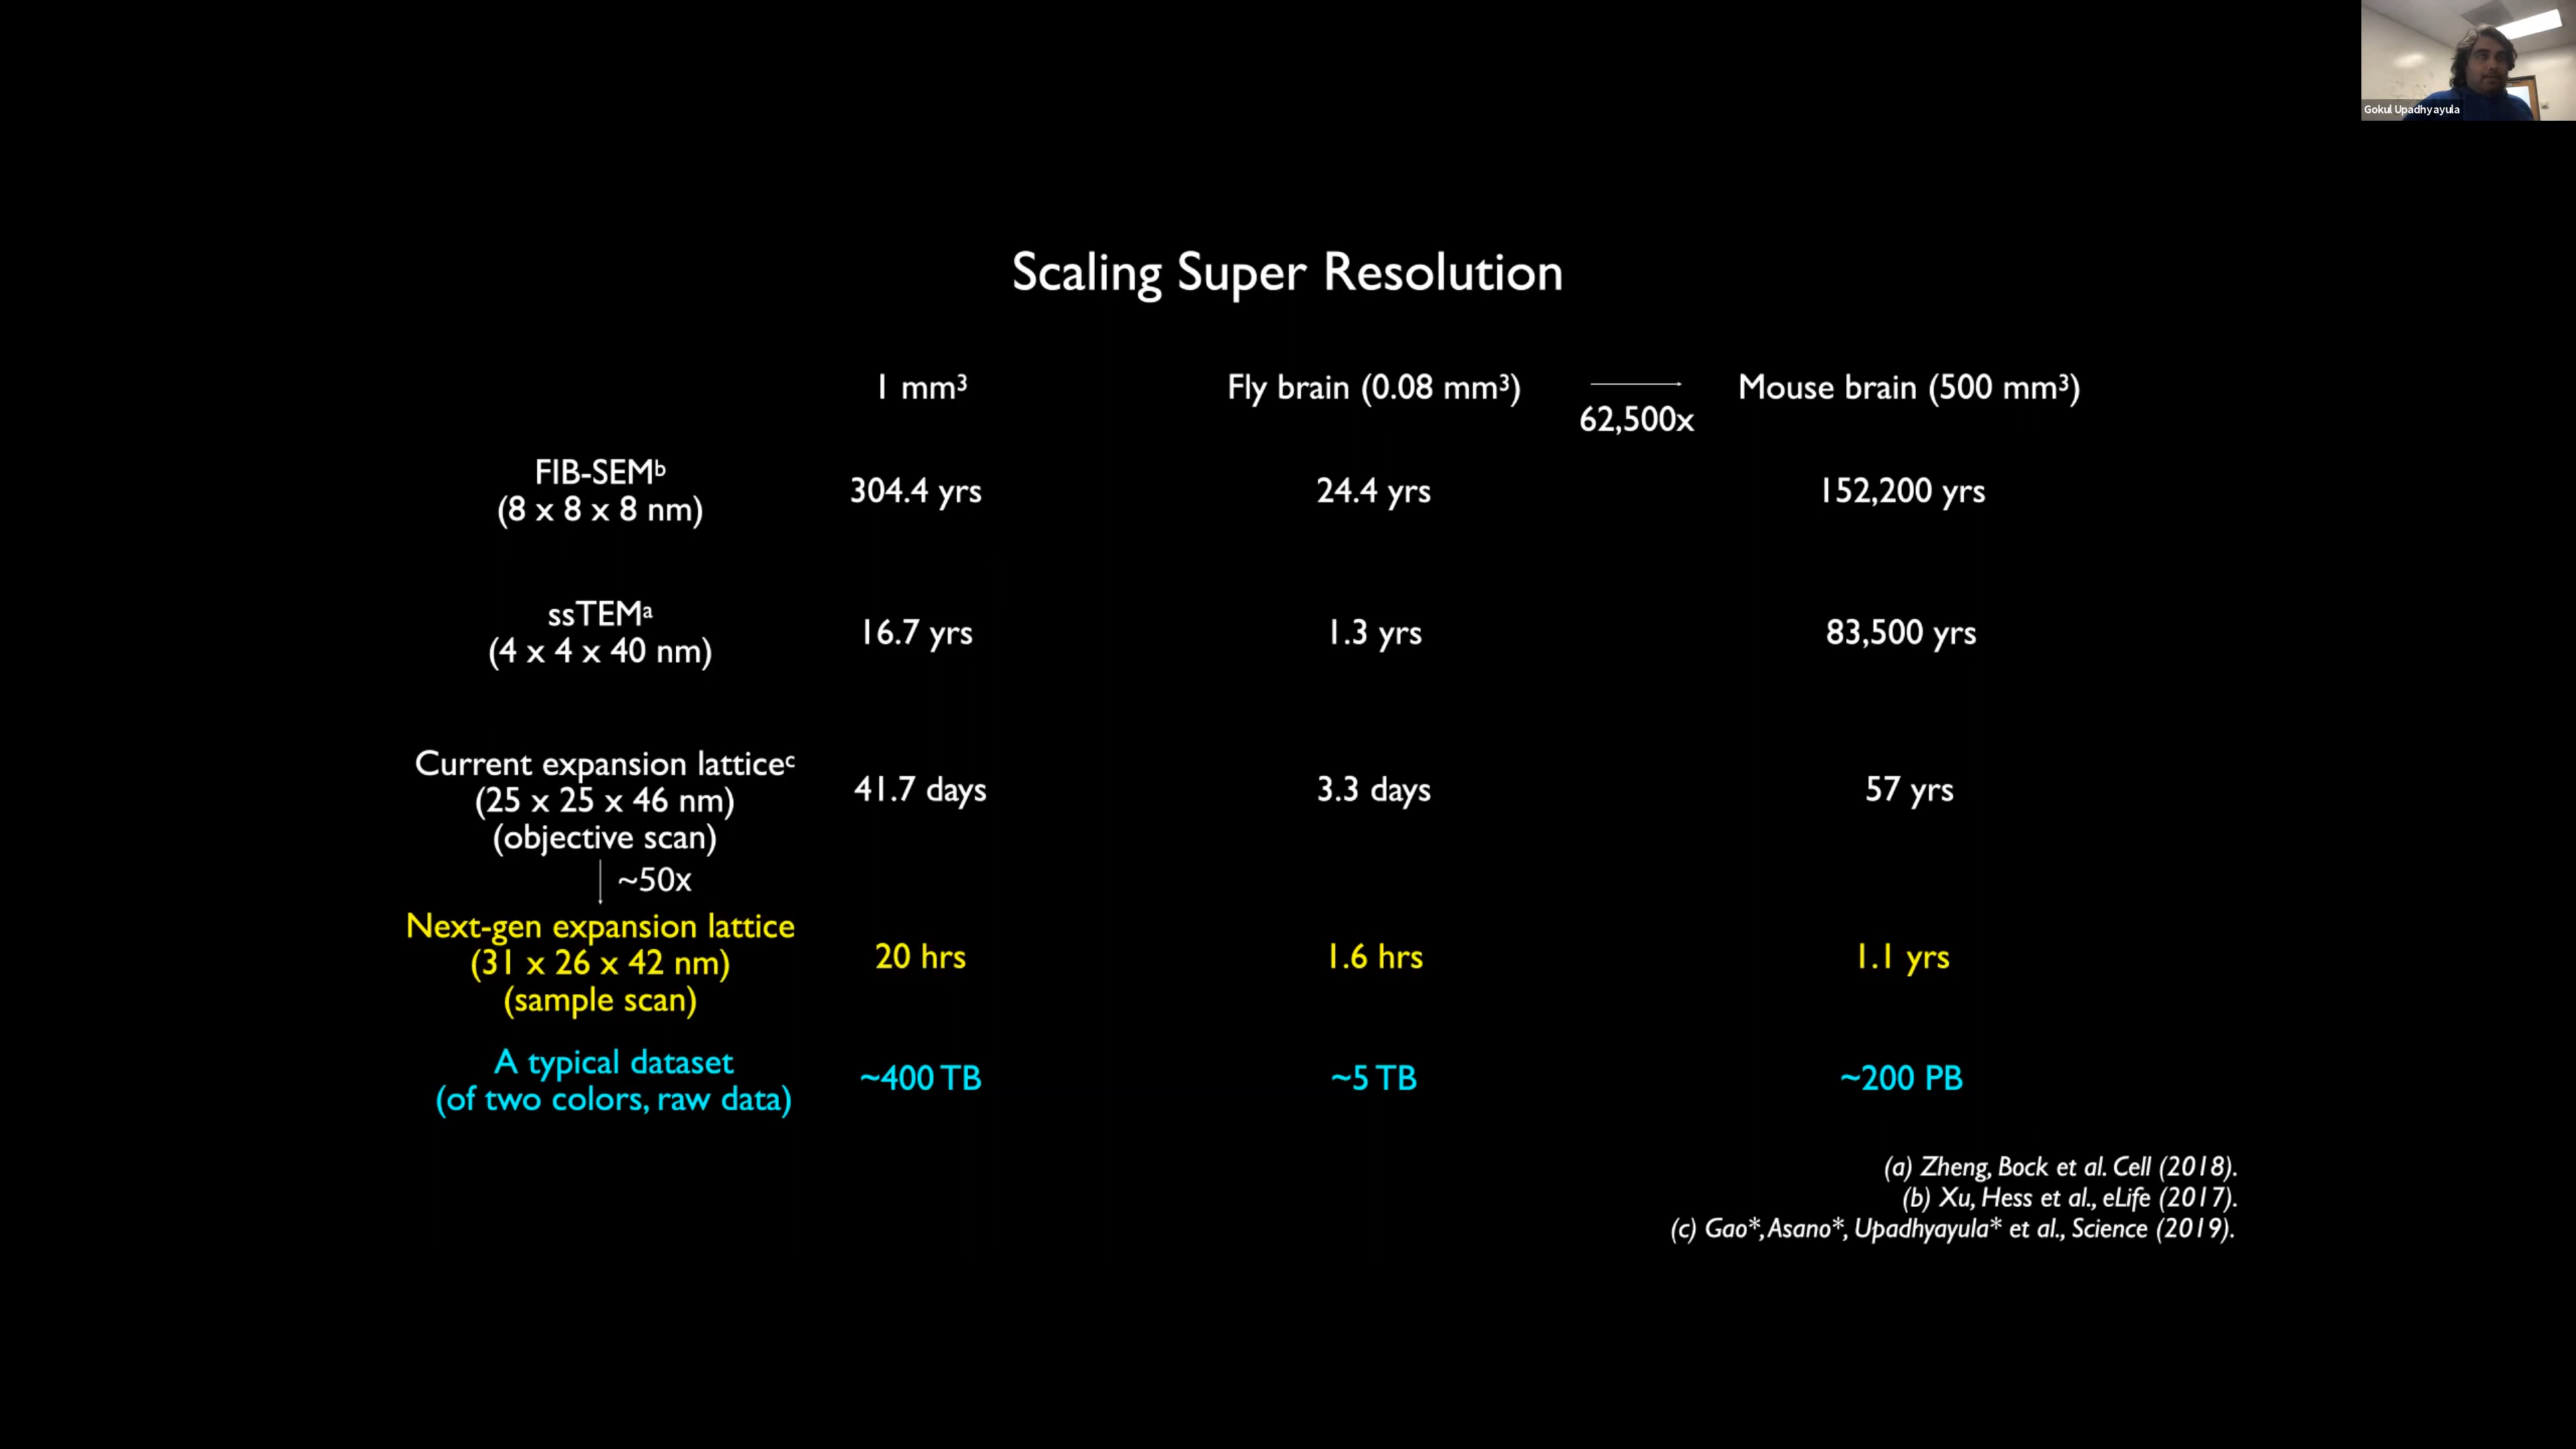 Gokul Upadhyayula
Scaling Super Resolution
1 mm³ Fly brain (0.08 mm³) Mouse brain (500 mm³)
62,500x
FIB-SEMᵇ
(8 x 8 x 8 nm)
304.4 yrs 24.4 yrs 152,200 yrs
ssTEMᵃ
(4 x 4 x 40 nm)
16.7 yrs 1.3 yrs 83,500 yrs
Current expansion latticeᶜ
(25 x 25 x 46 nm)
(objective scan)
41.7 days 3.3 days 57 yrs
~50x
Next-gen expansion lattice
(31 x 26 x 42 nm)
(sample scan)
20 hrs 1.6 hrs 1.1 yrs
A typical dataset
(of two colors, raw data)
~400 TB ~5 TB ~200 PB
(a) Zheng, Bock et al. Cell (2018).
(b) Xu, Hess et al., eLife (2017).
(c) Gao*, Asano*, Upadhyayula* et al., Science (2019).